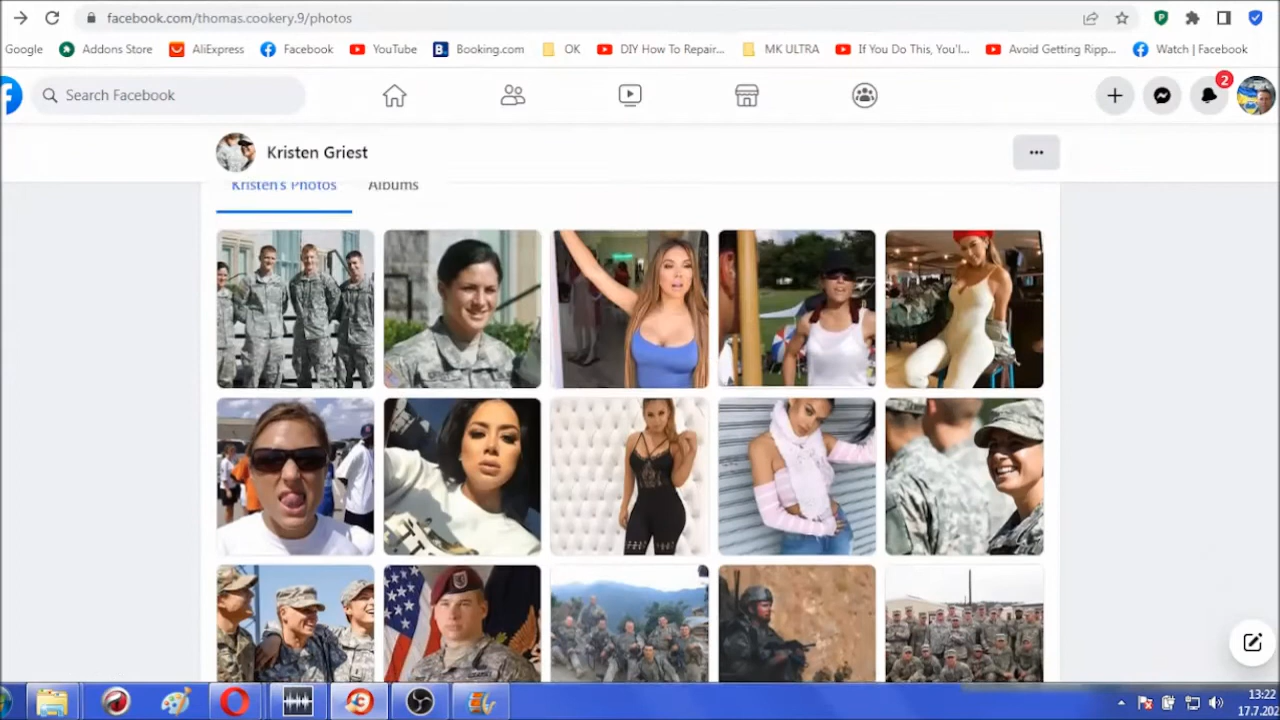 facebook.com/thomas.cookery.9/photos
Google Addons Store AliExpress Facebook YouTube Booking.com OK DIY How To Repair... MK ULTRA If You Do This, You'l... Avoid Getting Ripp... Watch | Facebook
Search Facebook
2
Kristen Griest
Kristen's Photos Albums
13:22
17.7.202